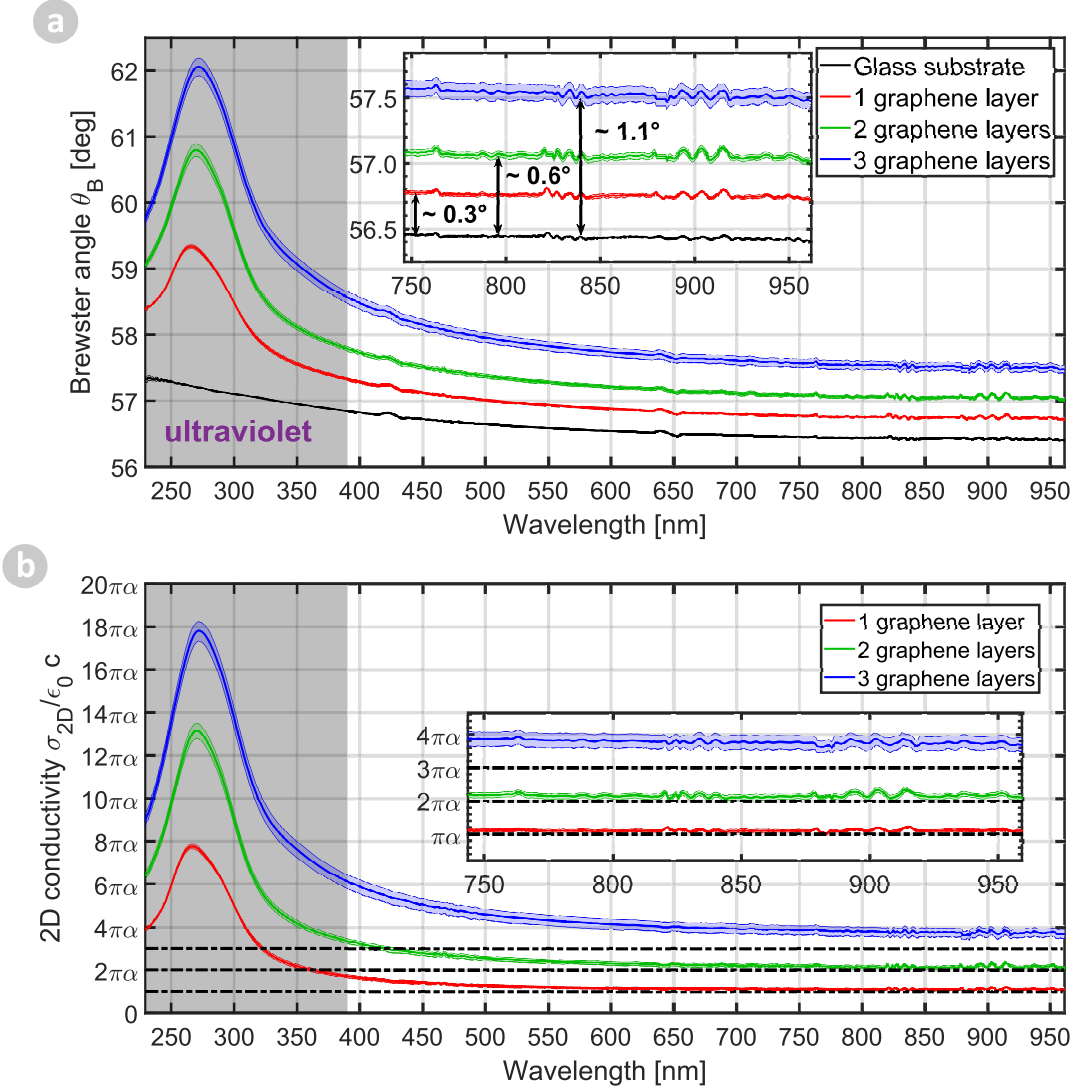 a
Brewster angle θB [deg]
62
61
60
59
58
57
56
250 300 350 400 450 500 550 600 650 700 750 800 850 900 950
Wavelength [nm]
ultraviolet
57.5
57.0
56.5
750 800 850 900 950
~ 1.1°
~ 0.6°
~ 0.3°
Glass substrate
1 graphene layer
2 graphene layers
3 graphene layers
b
2D conductivity σ2D/ϵ0 c
20πα
18πα
16πα
14πα
12πα
10πα
8πα
6πα
4πα
2πα
0
250 300 350 400 450 500 550 600 650 700 750 800 850 900 950
Wavelength [nm]
1 graphene layer
2 graphene layers
3 graphene layers
4πα
3πα
2πα
πα
750 800 850 900 950